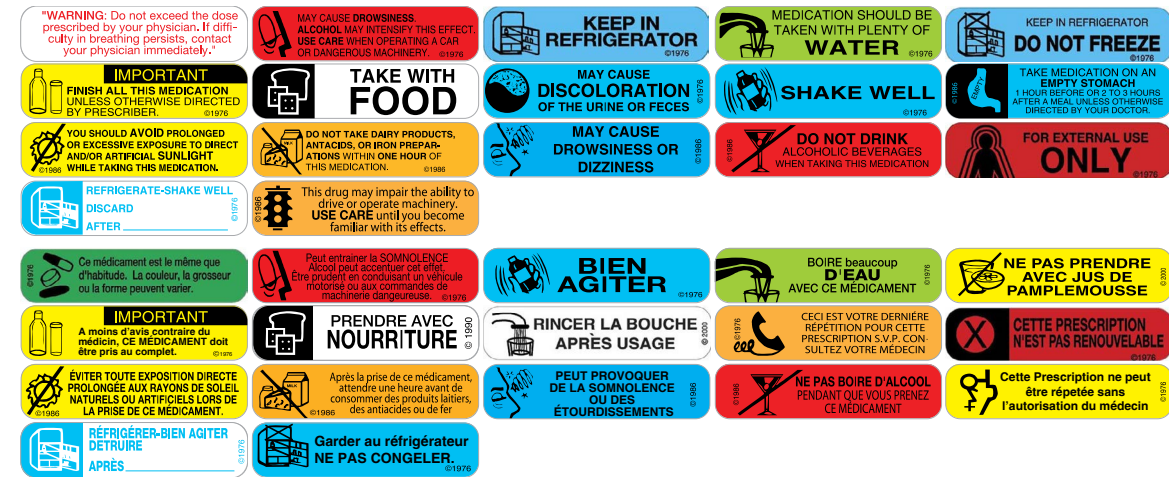 "WARNING: Do not exceed the dose
prescribed by your physician. If diffi-
culty in breathing persists, contact
your physician immediately."
MAY CAUSE DROWSINESS.
ALCOHOL MAY INTENSIFY THIS EFFECT.
USE CARE WHEN OPERATING A CAR
OR DANGEROUS MACHINERY. ©1976
KEEP IN
REFRIGERATOR
©1976
MEDICATION SHOULD BE
TAKEN WITH PLENTY OF
WATER
©1976
KEEP IN REFRIGERATOR
DO NOT FREEZE
©1976
IMPORTANT
FINISH ALL THIS MEDICATION
UNLESS OTHERWISE DIRECTED
BY PRESCRIBER.
©1976
TAKE WITH
FOOD
MAY CAUSE
DISCOLORATION
OF THE URINE OR FECES
©1976
SHAKE WELL
©1976
©1986
EMPTY
TAKE MEDICATION ON AN
EMPTY STOMACH
1 HOUR BEFORE OR 2 TO 3 HOURS
AFTER A MEAL UNLESS OTHERWISE
DIRECTED BY YOUR DOCTOR.
YOU SHOULD AVOID PROLONGED
OR EXCESSIVE EXPOSURE TO DIRECT
AND/OR ARTIFICIAL SUNLIGHT
WHILE TAKING THIS MEDICATION.
©1986
MILK
DO NOT TAKE DAIRY PRODUCTS,
ANTACIDS, OR IRON PREPAR-
ATIONS WITHIN ONE HOUR OF
THIS MEDICATION.
©1986
MAY CAUSE
DROWSINESS OR
DIZZINESS
©1986
©1986
DO NOT DRINK
ALCOHOLIC BEVERAGES
WHEN TAKING THIS MEDICATION
FOR EXTERNAL USE
ONLY
©1976
REFRIGERATE-SHAKE WELL
DISCARD
AFTER
©1976
©1986
This drug may impair the ability to
drive or operate machinery.
USE CARE until you become
familiar with its effects.
©1976
Ce médicament est le même que
d'habitude. La couleur, la grosseur
ou la forme peuvent varier.
Peut entrainer la SOMNOLENCE
Alcool peut accentuer cet effet.
Être prudent en conduisant un véhicule
motorisé ou aux commandes de
machinerie dangeureuse. ©1976
BIEN
AGITER
©1976
BOIRE beaucoup
D'EAU
AVEC CE MÉDICAMENT
©1976
NE PAS PRENDRE
AVEC JUS DE
PAMPLEMOUSSE
© 2000
IMPORTANT
A moins d'avis contraire du
médicin, CE MÉDICAMENT doit
être pris au complet.
©1976
PRENDRE AVEC
NOURRITURE
© 1990
RINCER LA BOUCHE
APRÈS USAGE
© 2000
©1976
CECI EST VOTRE DERNIÉRE
RÉPÉTITION POUR CETTE
PRESCRIPTION S.V.P. CON-
SULTEZ VOTRE MÉDECIN
X
CETTE PRESCRIPTION
N'EST PAS RENOUVELABLE
©1976
ÉVITER TOUTE EXPOSITION DIRECTE
PROLONGÉE AUX RAYONS DE SOLEIL
NATURELS OU ARTIFICIELS LORS DE
LA PRISE DE CE MÉDICAMENT.
©1986
MILK
Après la prise de ce médicament,
attendre une heure avant de
consommer des produits laitiers,
des antiacides ou de fer
©1986
PEUT PROVOQUER
DE LA SOMNOLENCE
OU DES
ÉTOURDISSEMENTS
©1986
©1986
NE PAS BOIRE D'ALCOOL
PENDANT QUE VOUS PRENEZ
CE MÉDICAMENT
Cette Prescription ne peut
être répetée sans
l'autorisation du médecin
©1976
RÉFRIGÉRER-BIEN AGITER
DETRUIRE
APRÈS
©1976
Garder au réfrigérateur
NE PAS CONGELER.
©1976